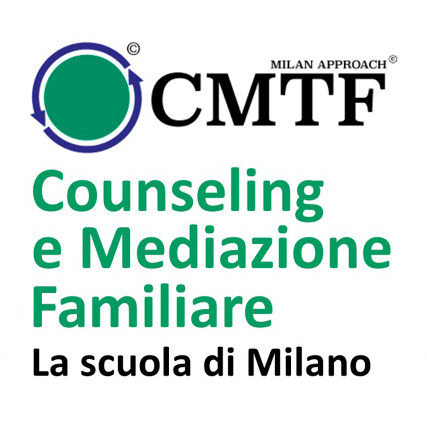 ©
MILAN APPROACH©
CMTF
Counseling
e Mediazione
Familiare
La scuola di Milano